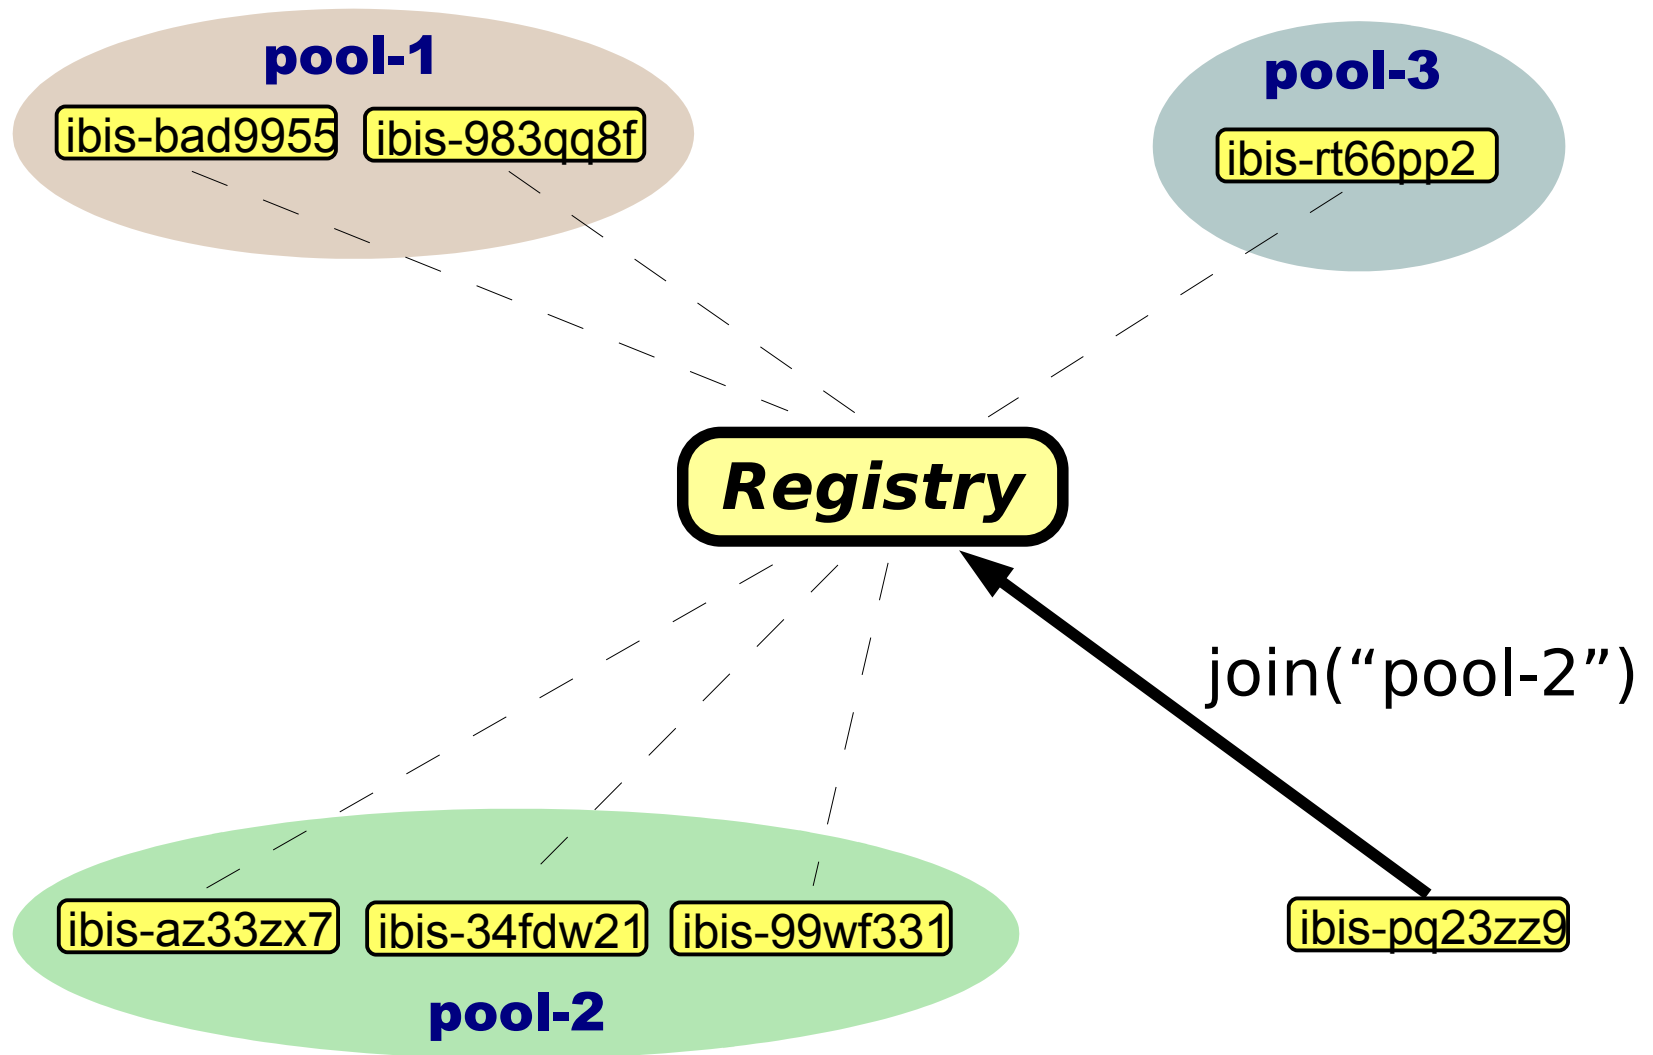 pool-1
ibis-bad9955
ibis-983qq8f
pool-3
ibis-rt66pp2
Registry
join(“pool-2”)
ibis-az33zx7
ibis-34fdw21
ibis-99wf331
ibis-pq23zz9
pool-2